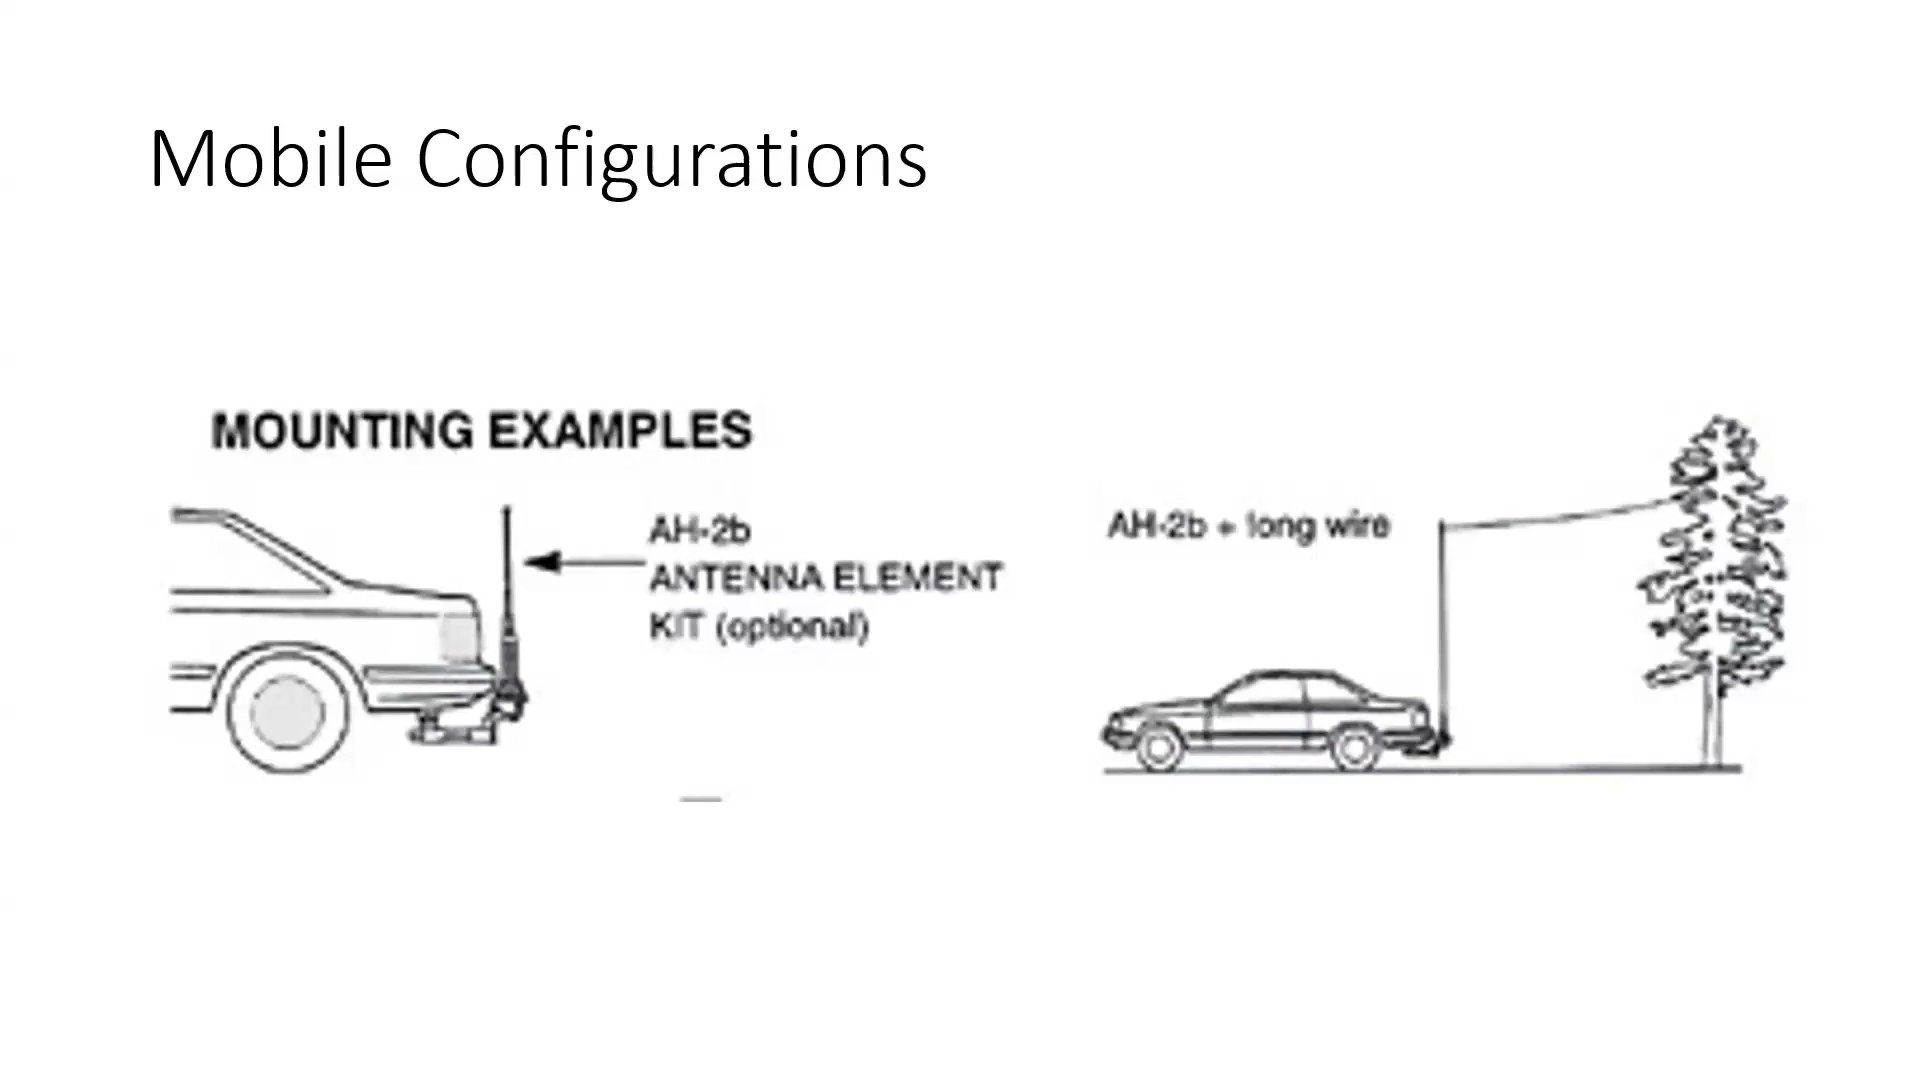 Mobile Configurations
MOUNTING EXAMPLES
AH-2b
ANTENNA ELEMENT
KIT (optional)
AH-2b + long wire